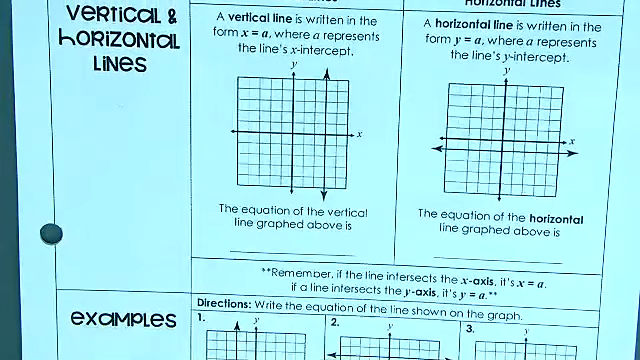 VERTICAL &
HORIZONTAL
LINES
A vertical line is written in the
form x = a, where a represents
the line's x-intercept.
y
x
The equation of the vertical
line graphed above is
Horizontal Lines
A horizontal line is written in the
form y = a, where a represents
the line's y-intercept.
y
x
The equation of the horizontal
line graphed above is
**Remember, if the line intersects the x-axis, it's x = a.
if a line intersects the y-axis, it's y = a.**
EXAMPLES
Directions: Write the equation of the line shown on the graph.
1.
y
2.
y
3.
y